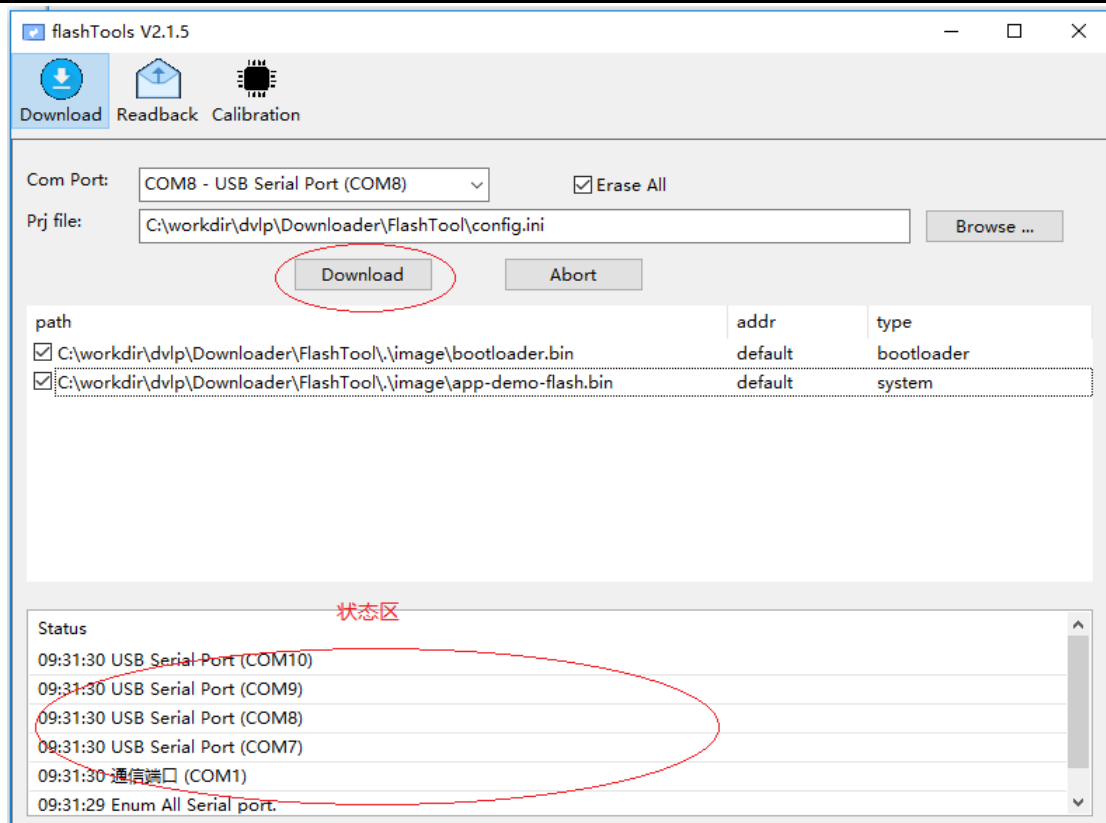 flashTools V2.1.5
Download Readback Calibration
Com Port: COM8 - USB Serial Port (COM8) Erase All
Prj file: C:\workdir\dvlp\Downloader\FlashTool\config.ini Browse ...
Download Abort
path addr type
C:\workdir\dvlp\Downloader\FlashTool\.\image\bootloader.bin default bootloader
C:\workdir\dvlp\Downloader\FlashTool\.\image\app-demo-flash.bin default system
状态区
Status
09:31:30 USB Serial Port (COM10)
09:31:30 USB Serial Port (COM9)
09:31:30 USB Serial Port (COM8)
09:31:30 USB Serial Port (COM7)
09:31:30 通信端口 (COM1)
09:31:29 Enum All Serial port.